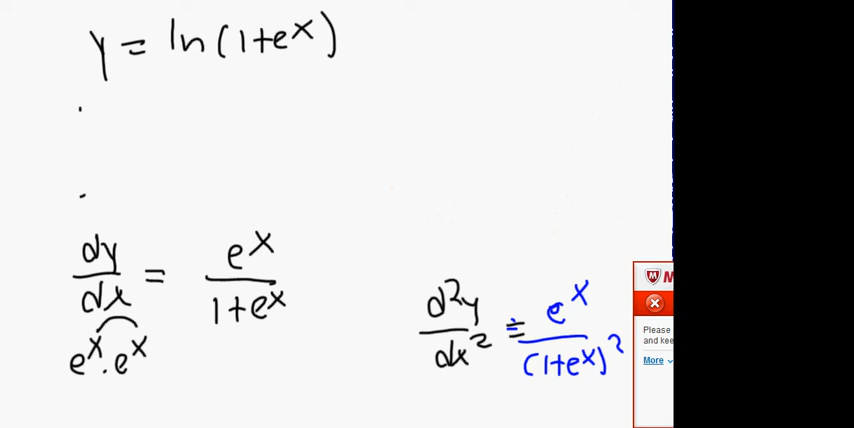 y = ln(1+e^x)
dy/dx = e^x/(1+e^x)
e^x . e^x
d²y/dx² = e^x/(1+e^x)²
M
Please
and kee
More